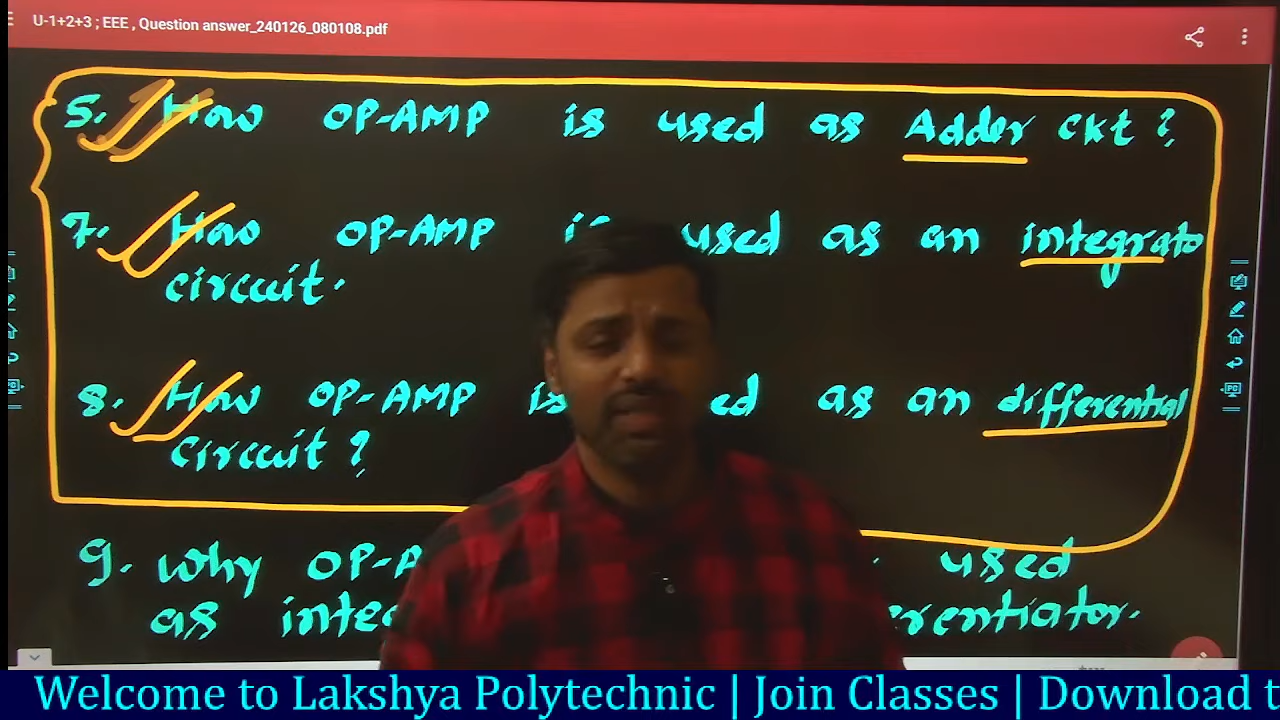 U-1+2+3 ; EEE , Question answer_240126_080108.pdf
5. How OP-AMP is used as Adder ckt ?
7. How OP-AMP is used as an integrato
circuit.
8. How OP-AMP is ed as an differential
circuit ?
9. why OP-A used
as inte erentiator.
Welcome to Lakshya Polytechnic | Join Classes | Download t